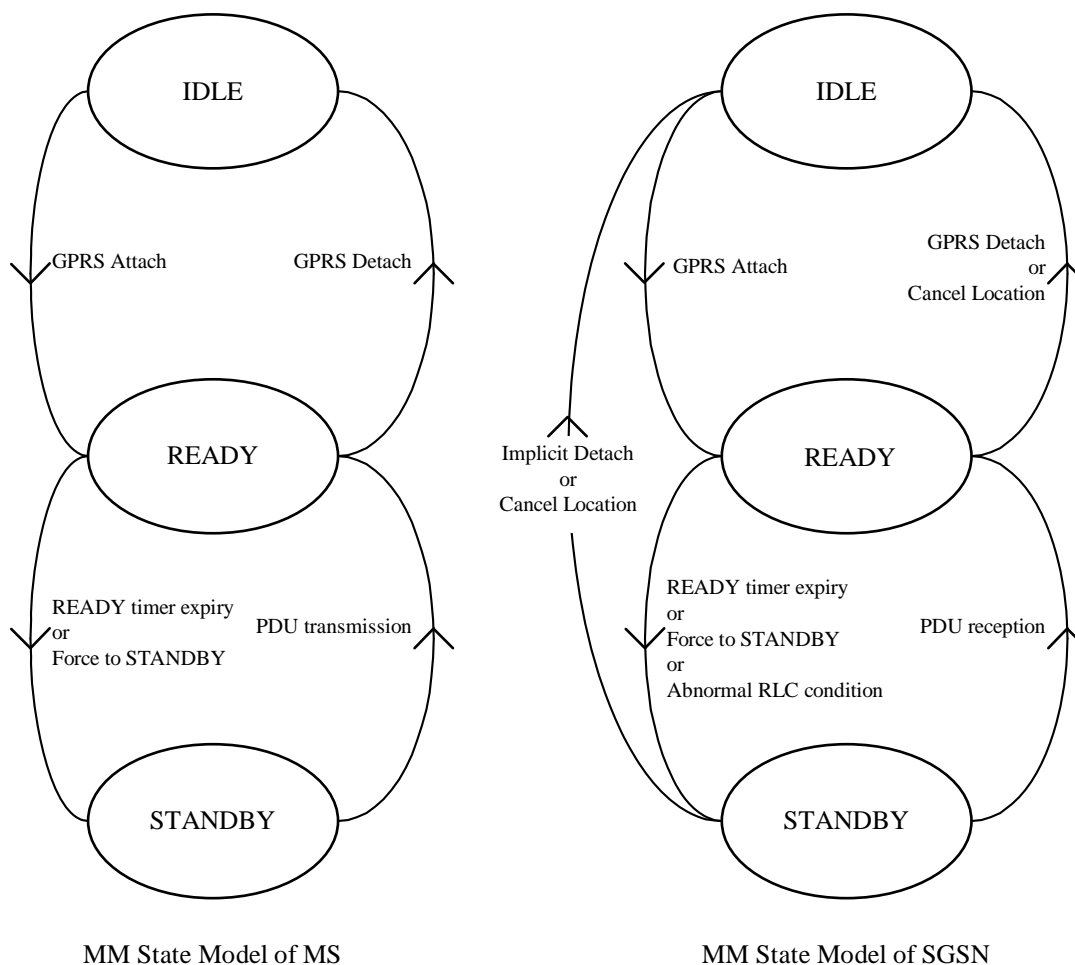 IDLE
GPRS Attach
GPRS Detach
READY
READY timer expiry
or
Force to STANDBY
PDU transmission
STANDBY
MM State Model of MS
IDLE
GPRS Attach
GPRS Detach
or
Cancel Location
Implicit Detach
or
Cancel Location
READY
READY timer expiry
or
Force to STANDBY
or
Abnormal RLC condition
PDU reception
STANDBY
MM State Model of SGSN